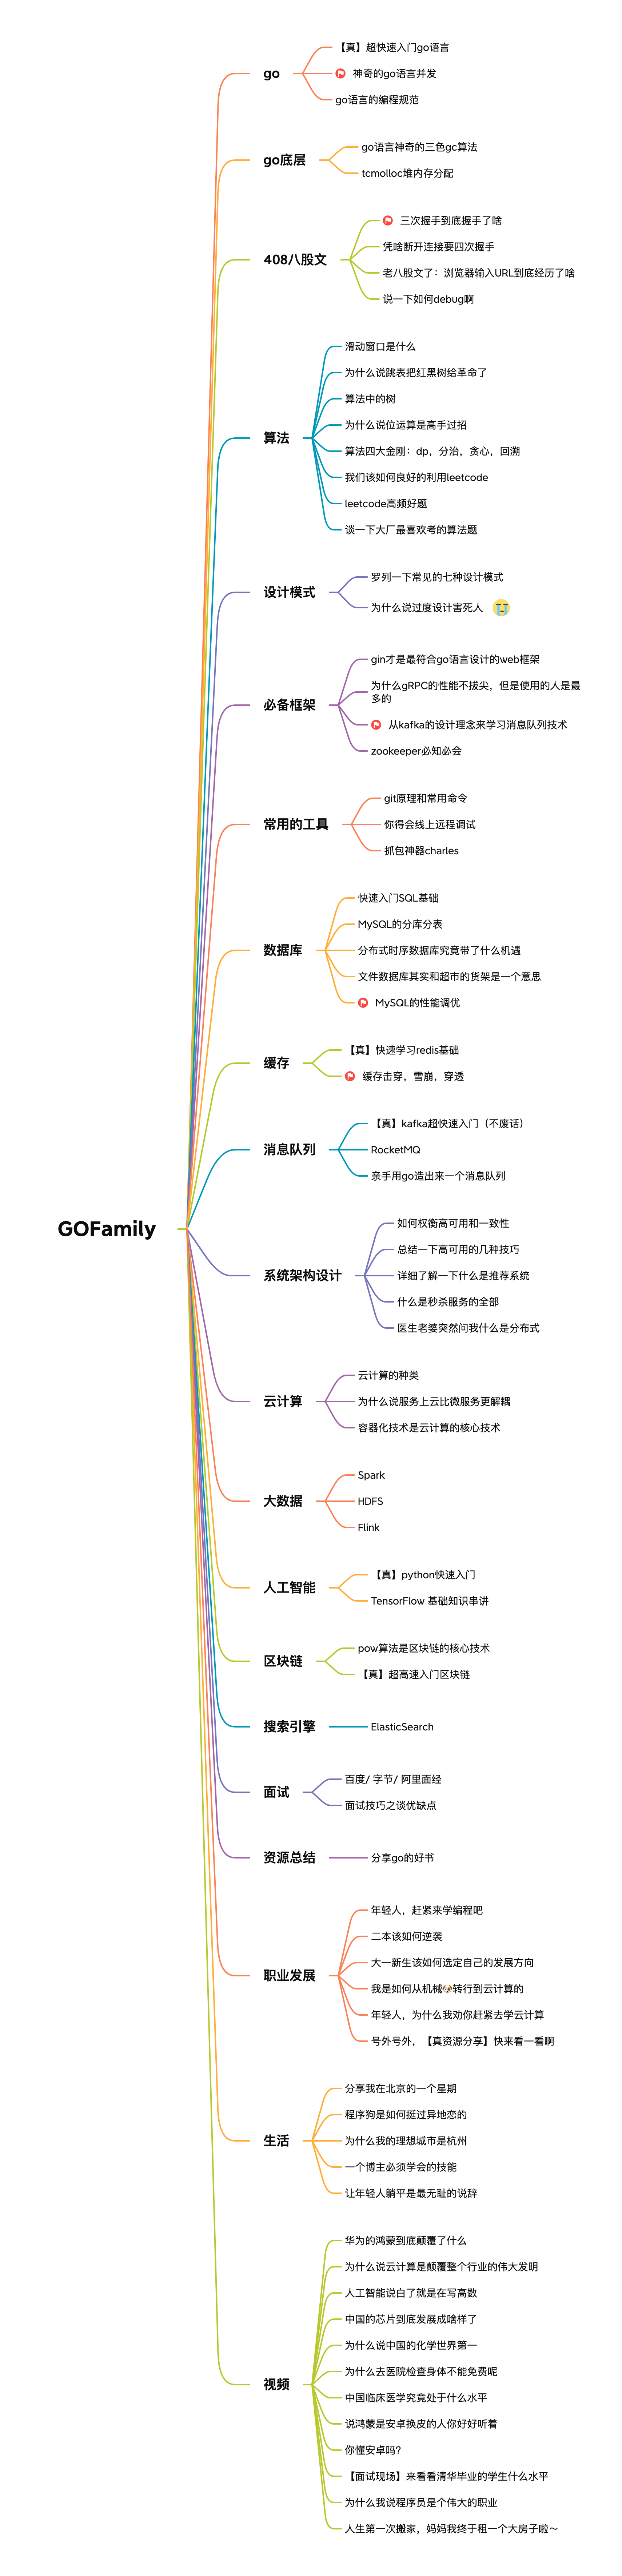 GOFamily
go
【真】超快速入门go语言
神奇的go语言并发
go语言的编程规范
go底层
go语言神奇的三色gc算法
tcmolloc堆内存分配
408八股文
三次握手到底握手了啥
凭啥断开连接要四次握手
老八股文了：浏览器输入URL到底经历了啥
说一下如何debug啊
算法
滑动窗口是什么
为什么说跳表把红黑树给革命了
算法中的树
为什么说位运算是高手过招
算法四大金刚：dp，分治，贪心，回溯
我们该如何良好的利用leetcode
leetcode高频好题
谈一下大厂最喜欢考的算法题
设计模式
罗列一下常见的七种设计模式
为什么说过度设计害死人
必备框架
gin才是最符合go语言设计的web框架
为什么gRPC的性能不拔尖，但是使用的人是最
多的
从kafka的设计理念来学习消息队列技术
zookeeper必知必会
常用的工具
git原理和常用命令
你得会线上远程调试
抓包神器charles
数据库
快速入门SQL基础
MySQL的分库分表
分布式时序数据库究竟带了什么机遇
文件数据库其实和超市的货架是一个意思
MySQL的性能调优
缓存
【真】快速学习redis基础
缓存击穿，雪崩，穿透
消息队列
【真】kafka超快速入门（不废话）
RocketMQ
亲手用go造出来一个消息队列
系统架构设计
如何权衡高可用和一致性
总结一下高可用的几种技巧
详细了解一下什么是推荐系统
什么是秒杀服务的全部
医生老婆突然问我什么是分布式
云计算
云计算的种类
为什么说服务上云比微服务更解耦
容器化技术是云计算的核心技术
大数据
Spark
HDFS
Flink
人工智能
【真】python快速入门
TensorFlow 基础知识串讲
区块链
pow算法是区块链的核心技术
【真】超高速入门区块链
搜索引擎
ElasticSearch
面试
百度/ 字节/ 阿里面经
面试技巧之谈优缺点
资源总结
分享go的好书
职业发展
年轻人，赶紧来学编程吧
二本该如何逆袭
大一新生该如何选定自己的发展方向
我是如何从机械🐶转行到云计算的
年轻人，为什么我劝你赶紧去学云计算
号外号外，【真资源分享】快来看一看啊
生活
分享我在北京的一个星期
程序狗是如何挺过异地恋的
为什么我的理想城市是杭州
一个博主必须学会的技能
让年轻人躺平是最无耻的说辞
视频
华为的鸿蒙到底颠覆了什么
为什么说云计算是颠覆整个行业的伟大发明
人工智能说白了就是在写高数
中国的芯片到底发展成啥样了
为什么说中国的化学世界第一
为什么去医院检查身体不能免费呢
中国临床医学究竟处于什么水平
说鸿蒙是安卓换皮的人你好好听着
你懂安卓吗？
【面试现场】来看看清华毕业的学生什么水平
为什么我说程序员是个伟大的职业
人生第一次搬家，妈妈我终于租一个大房子啦～